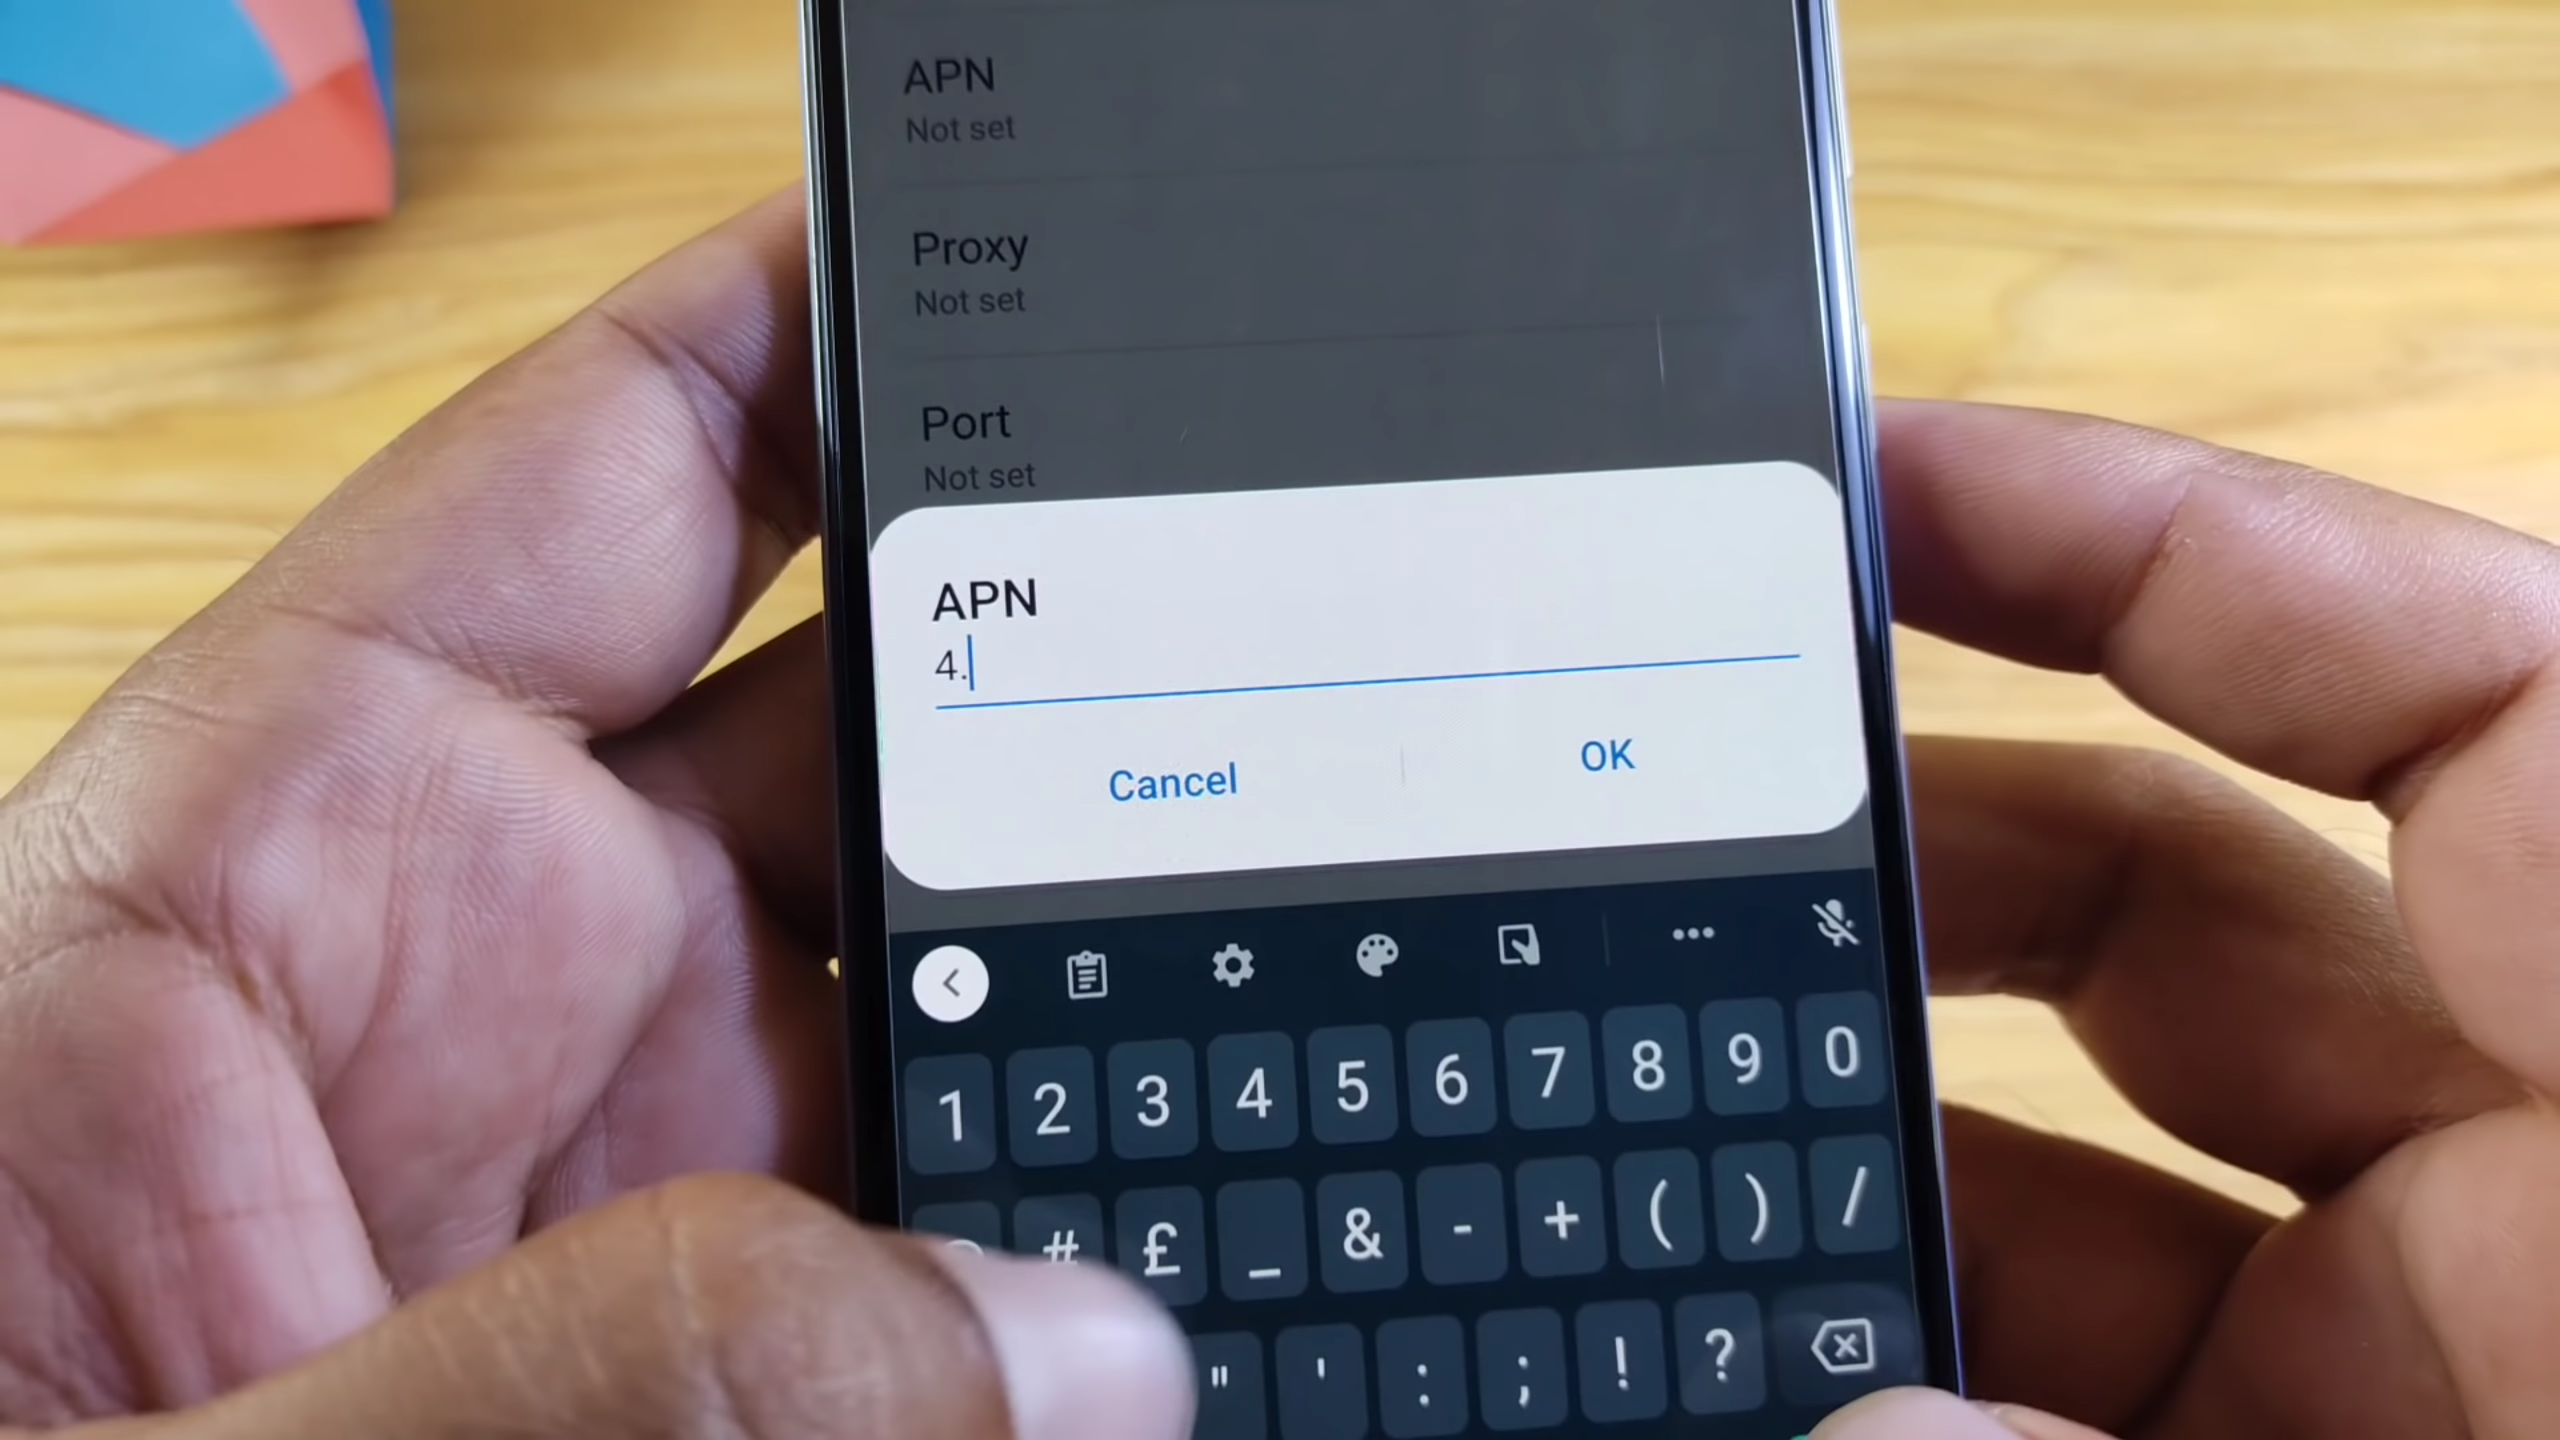 APN
Not set
Proxy
Not set
Port
Not set
APN
4.
Cancel OK
1 2 3 4 5 6 7 8 9 0
# £ _ & - + ( ) /
" ' : ; ! ?